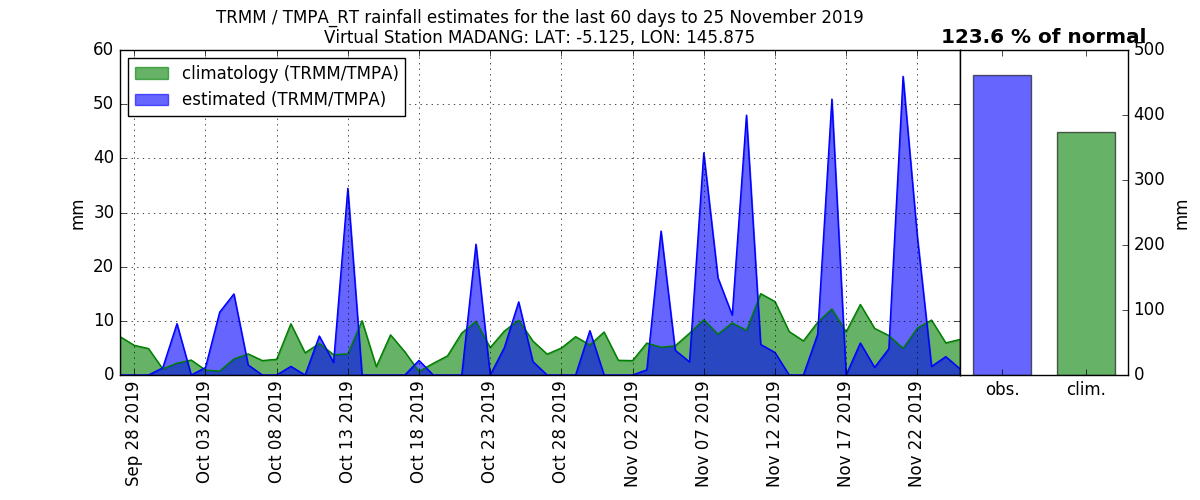 TRMM / TMPA_RT rainfall estimates for the last 60 days to 25 November 2019
Virtual Station MADANG: LAT: -5.125, LON: 145.875
123.6 % of normal
climatology (TRMM/TMPA)
estimated (TRMM/TMPA)
60
50
40
30
20
10
0
mm
500
400
300
200
100
0
mm
obs.
clim.
Sep 28 2019
Oct 03 2019
Oct 08 2019
Oct 13 2019
Oct 18 2019
Oct 23 2019
Oct 28 2019
Nov 02 2019
Nov 07 2019
Nov 12 2019
Nov 17 2019
Nov 22 2019